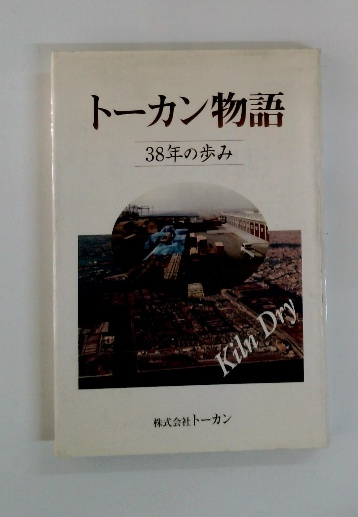 トーカン物語
38年の歩み
Kiln Dry
株式会社トーカン